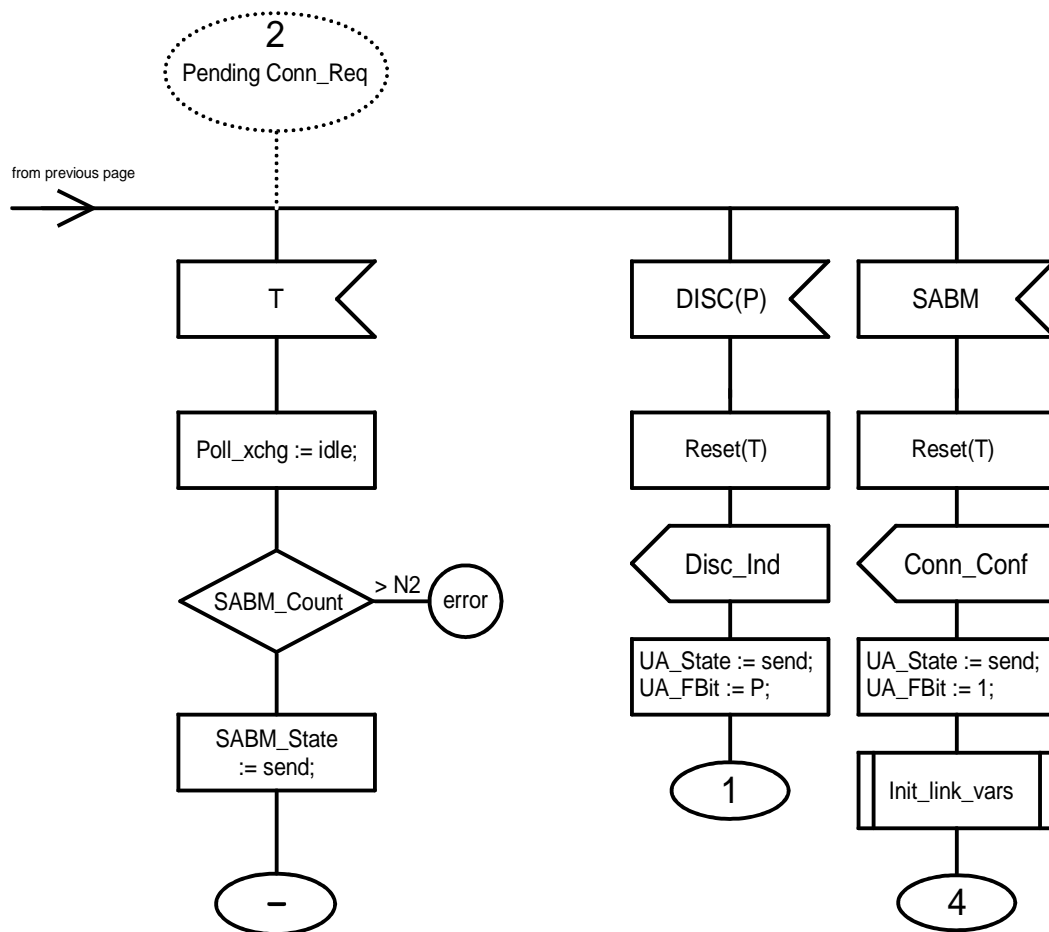 2
Pending Conn_Req
from previous page
T
DISC(P)
SABM
Poll_xchg := idle;
Reset(T)
Reset(T)
SABM_Count
> N2
error
Disc_Ind
Conn_Conf
UA_State := send;
UA_FBit := P;
UA_State := send;
UA_FBit := 1;
SABM_State
:= send;
1
Init_link_vars
–
4